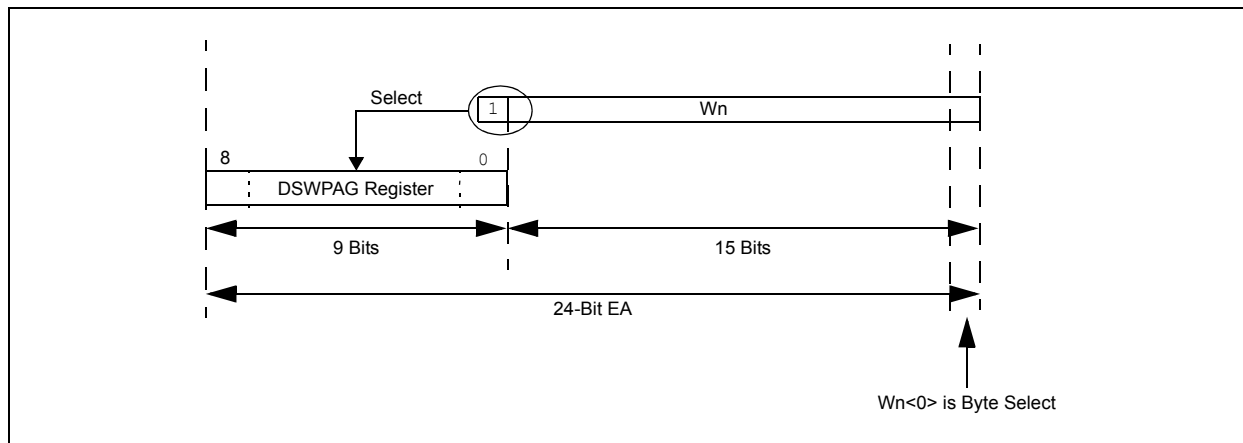 Select
1
Wn
8
0
DSWPAG Register
9 Bits
15 Bits
24-Bit EA
Wn<0> is Byte Select